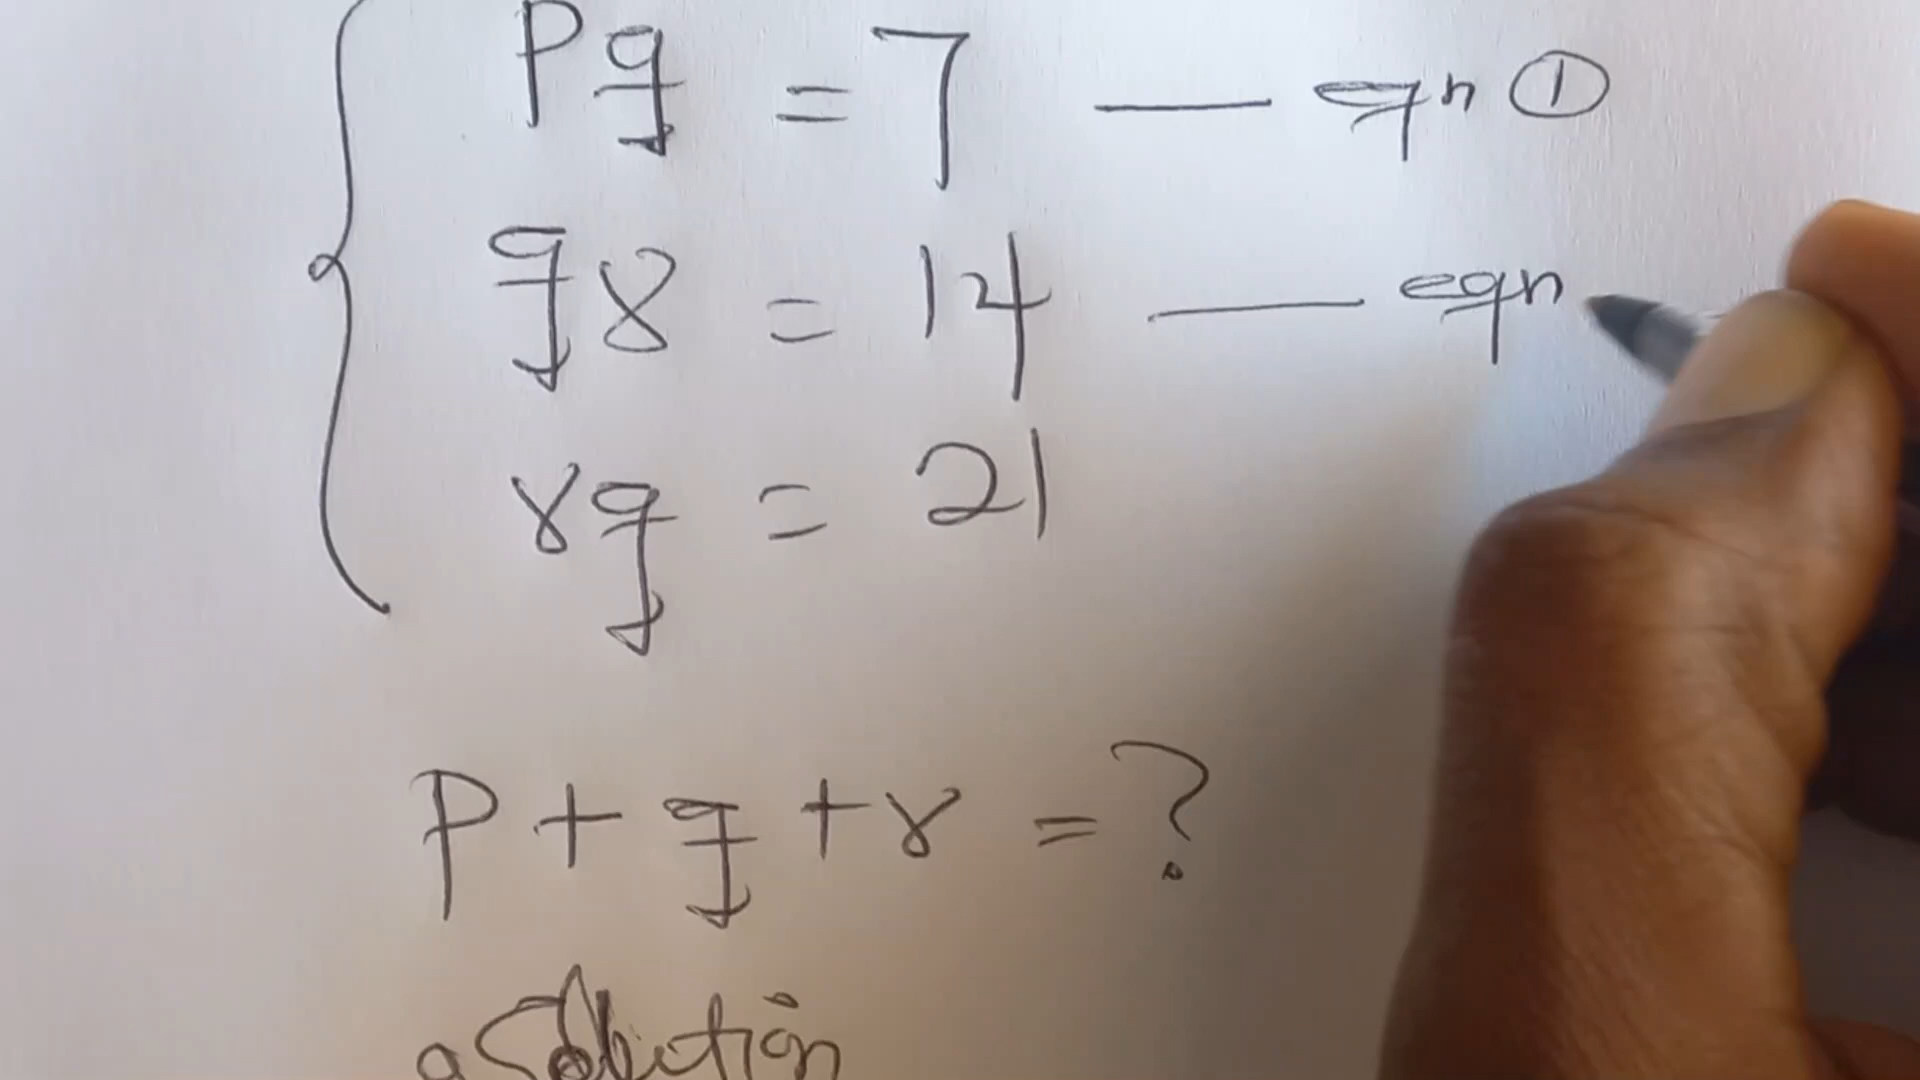 Pq = 7 — eqn ①
qr = 14 — eqn
rq = 21
P + q + r = ?
Solution